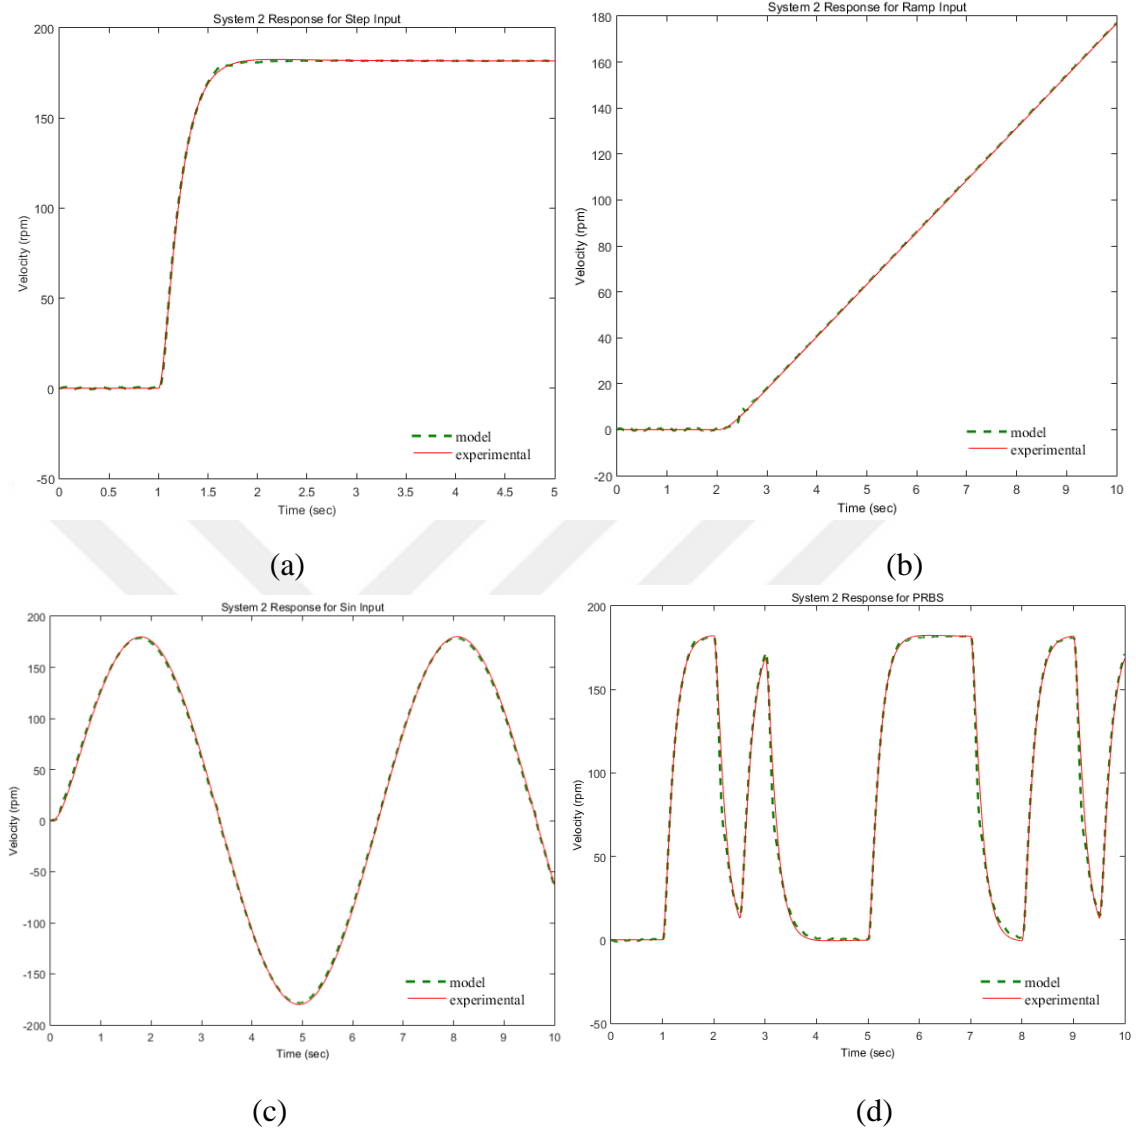 System 2 Response for Step Input
200
150
100
50
0
-50
Velocity (rpm)
0 0.5 1 1.5 2 2.5 3 3.5 4 4.5 5
Time (sec)
model
experimental
(a)
System 2 Response for Ramp Input
180
160
140
120
100
80
60
40
20
0
-20
Velocity (rpm)
0 1 2 3 4 5 6 7 8 9 10
Time (sec)
model
experimental
(b)
System 2 Response for Sin Input
200
150
100
50
0
-50
-100
-150
-200
Velocity (rpm)
0 1 2 3 4 5 6 7 8 9 10
Time (sec)
model
experimental
(c)
System 2 Response for PRBS
200
150
100
50
0
-50
Velocity (rpm)
0 1 2 3 4 5 6 7 8 9 10
Time (sec)
model
experimental
(d)